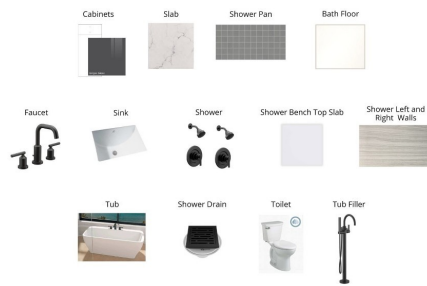 Cabinets
Slab
Shower Pan
Bath Floor
Faucet
Sink
Shower
Shower Bench Top Slab
Shower Left and
Right Walls
Tub
Shower Drain
Toilet
Tub Filler